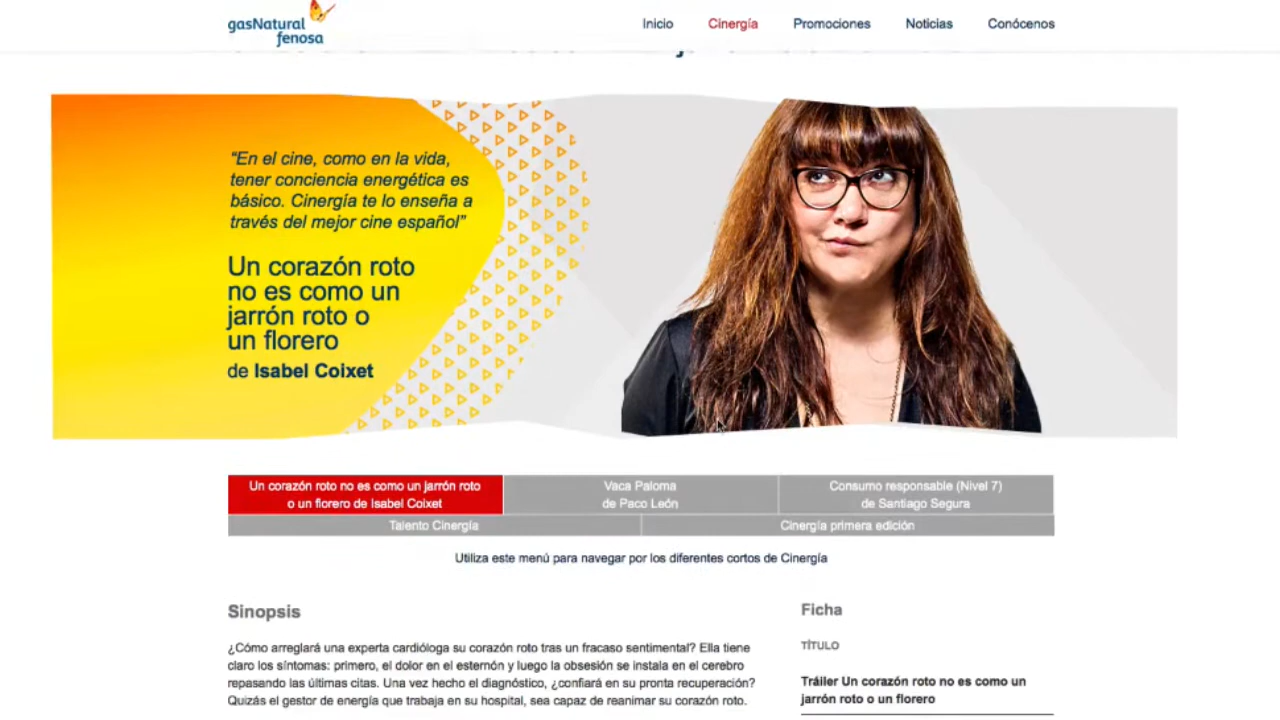 gasNatural
fenosa
Inicio
Cinergía
Promociones
Noticias
Conócenos
“En el cine, como en la vida,
tener conciencia energética es
básico. Cinergía te lo enseña a
través del mejor cine español”
Un corazón roto
no es como un
jarrón roto o
un florero
de Isabel Coixet
Un corazón roto no es como un jarrón roto
o un florero de Isabel Coixet
Vaca Paloma
de Paco León
Consumo responsable (Nivel 7)
de Santiago Segura
Talento Cinergía
Cinergía primera edición
Utiliza este menú para navegar por los diferentes cortos de Cinergía
Sinopsis
¿Cómo arreglará una experta cardióloga su corazón roto tras un fracaso sentimental? Ella tiene
claro los síntomas: primero, el dolor en el esternón y luego la obsesión se instala en el cerebro
repasando las últimas citas. Una vez hecho el diagnóstico, ¿confiará en su pronta recuperación?
Quizás el gestor de energía que trabaja en su hospital, sea capaz de reanimar su corazón roto.
Ficha
TÍTULO
Tráiler Un corazón roto no es como un
jarrón roto o un florero